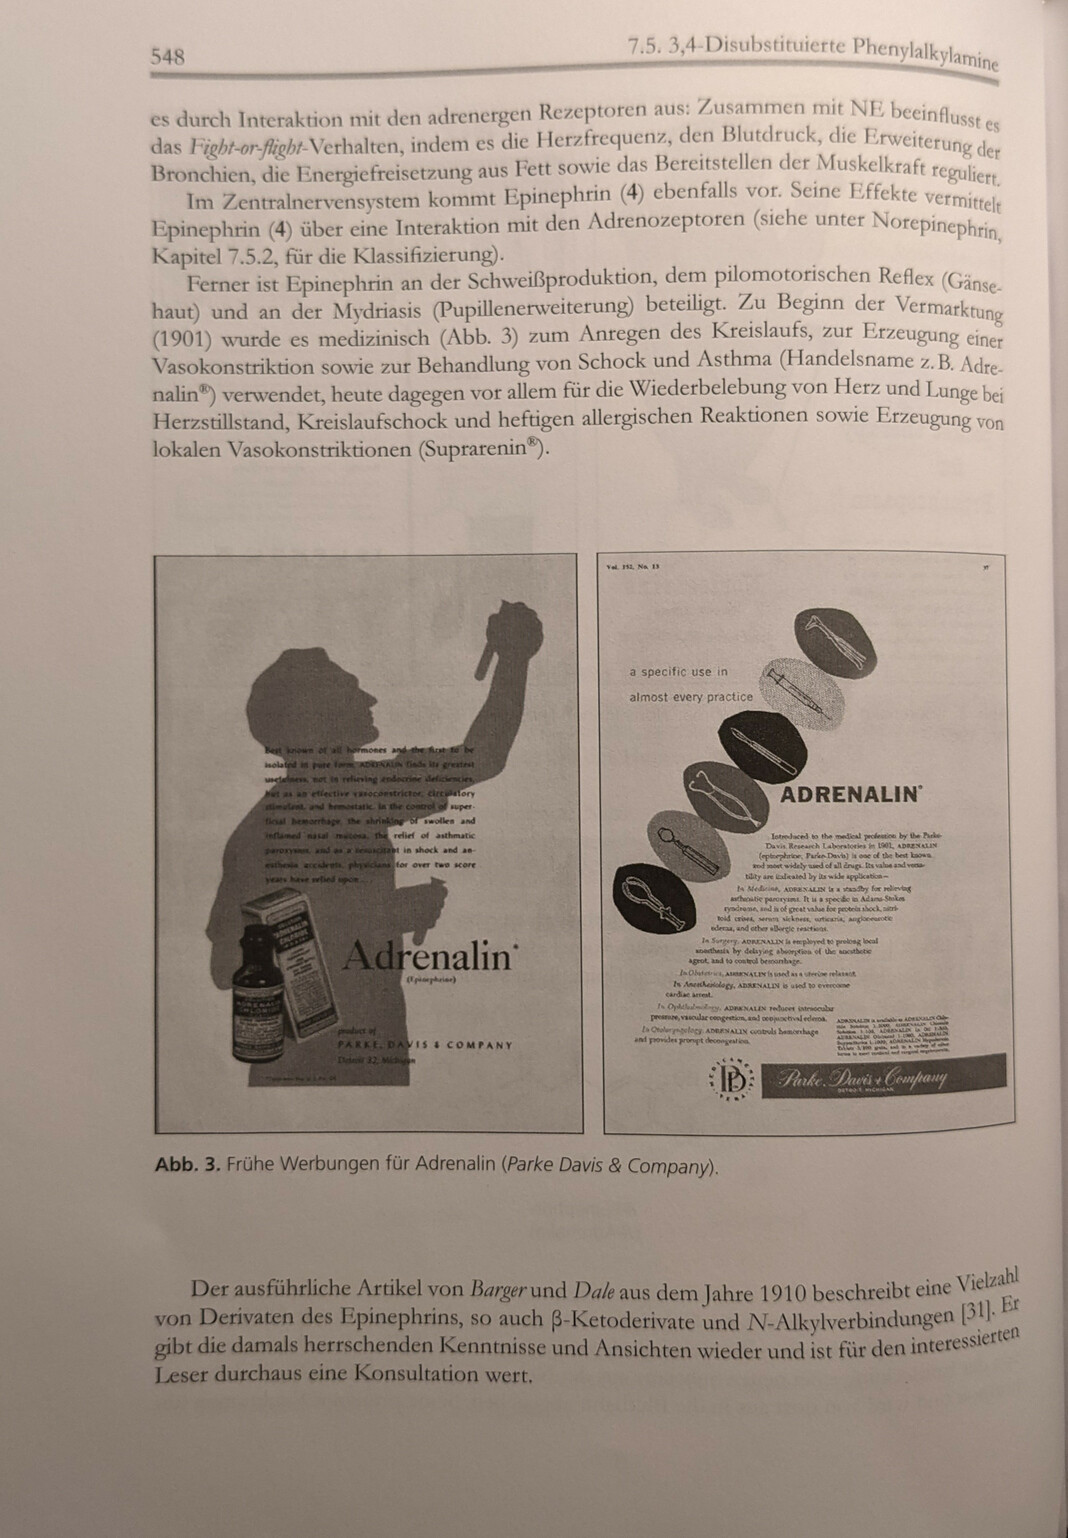 548
7.5. 3,4-Disubstituierte Phenylalkylamine
es durch Interaktion mit den adrenergen Rezeptoren aus: Zusammen mit NE beeinflusst es
das Fight-or-flight-Verhalten, indem es die Herzfrequenz, den Blutdruck, die Erweiterung der
Bronchien, die Energiefreisetzung aus Fett sowie das Bereitstellen der Muskelkraft reguliert.
Im Zentralnervensystem kommt Epinephrin (4) ebenfalls vor. Seine Effekte vermittelt
Epinephrin (4) über eine Interaktion mit den Adrenozeptoren (siehe unter Norepinephrin,
Kapitel 7.5.2, für die Klassifizierung).
Ferner ist Epinephrin an der Schweißproduktion, dem pilomotorischen Reflex (Gänse-
haut) und an der Mydriasis (Pupillenerweiterung) beteiligt. Zu Beginn der Vermarktung
(1901) wurde es medizinisch (Abb. 3) zum Anregen des Kreislaufs, zur Erzeugung einer
Vasokonstriktion sowie zur Behandlung von Schock und Asthma (Handelsname z. B. Adre-
nalin®) verwendet, heute dagegen vor allem für die Wiederbelebung von Herz und Lunge bei
Herzstillstand, Kreislaufschock und heftigen allergischen Reaktionen sowie Erzeugung von
lokalen Vasokonstriktionen (Suprarenin®).
Best known of all hormones and the first to be
isolated in pure form, ADRENALIN finds its greatest
usefulness, not in relieving endocrine deficiencies,
but as an effective vasoconstrictor, circulatory
stimulant, and hemostatic. In the control of super-
ficial hemorrhage, the shrinking of swollen and
inflamed nasal mucosa, the relief of asthmatic
paroxysms, and as a resuscitant in shock and an-
esthesia accidents, physicians for over two score
years have relied upon...
ADRENALIN
CHLORIDE
Adrenalin*
(Epinephrine)
product of
PARKE, DAVIS & COMPANY
Detroit 32, Michigan
Vol. 152, No. 13
a specific use in
almost every practice
ADRENALIN®
Introduced to the medical profession by the Parke-
Davis Research Laboratories in 1901, ADRENALIN
(epinephrine, Parke-Davis) is one of the best known
and most widely used of all drugs. Its value and versa-
tility are indicated by its wide application—
In Medicine, ADRENALIN is a standby for relieving
asthmatic paroxysms. It is a specific in Adams-Stokes
syndrome, and is of great value for protein shock, nitri-
toid crises, serum sickness, urticaria, angioneurotic
edema, and other allergic reactions.
In Surgery, ADRENALIN is employed to prolong local
anesthesia by delaying absorption of the anesthetic
agent, and to control hemorrhage.
In Obstetrics, ADRENALIN is used as a uterine relaxant.
In Anesthesiology, ADRENALIN is used to overcome
cardiac arrest.
In Ophthalmology, ADRENALIN reduces intraocular
pressure, vascular congestion, and conjunctival edema.
In Otolaryngology, ADRENALIN controls hemorrhage
and provides prompt decongestion.
Parke, Davis & Company
DETROIT, MICHIGAN
Abb. 3. Frühe Werbungen für Adrenalin (Parke Davis & Company).
Der ausführliche Artikel von Barger und Dale aus dem Jahre 1910 beschreibt eine Vielzahl
von Derivaten des Epinephrins, so auch β-Ketoderivate und N-Alkylverbindungen [31]. Er
gibt die damals herrschenden Kenntnisse und Ansichten wieder und ist für den interessierten
Leser durchaus eine Konsultation wert.